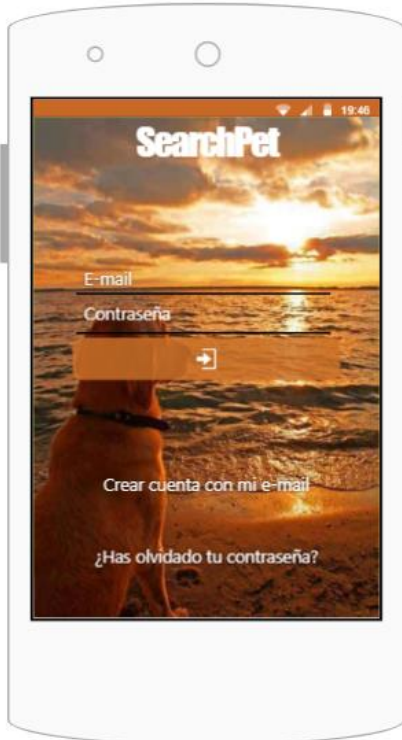 19:46
SearchPet
E-mail
Contraseña
Crear cuenta con mi e-mail
¿Has olvidado tu contraseña?